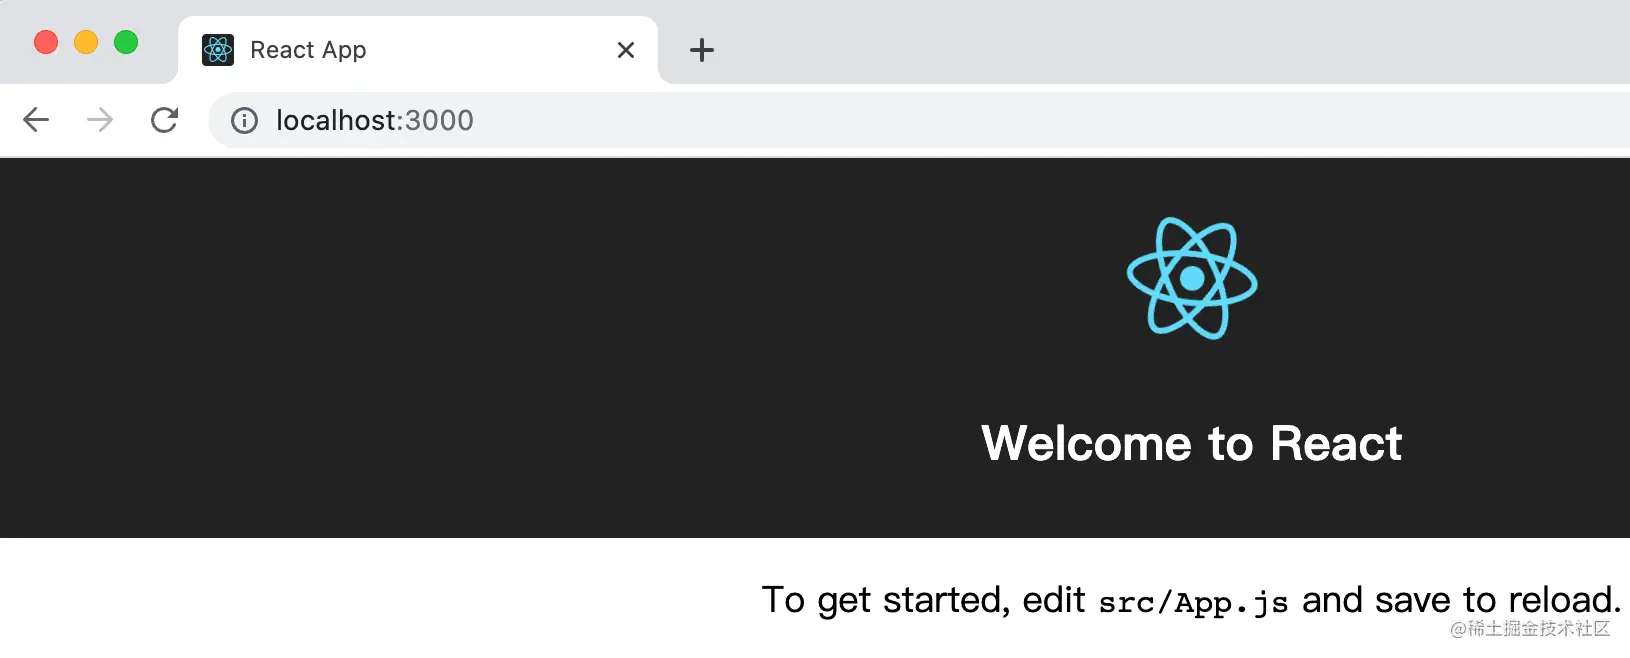 React App
localhost:3000
Welcome to React
To get started, edit src/App.js and save to reload.
@稀土掘金技术社区